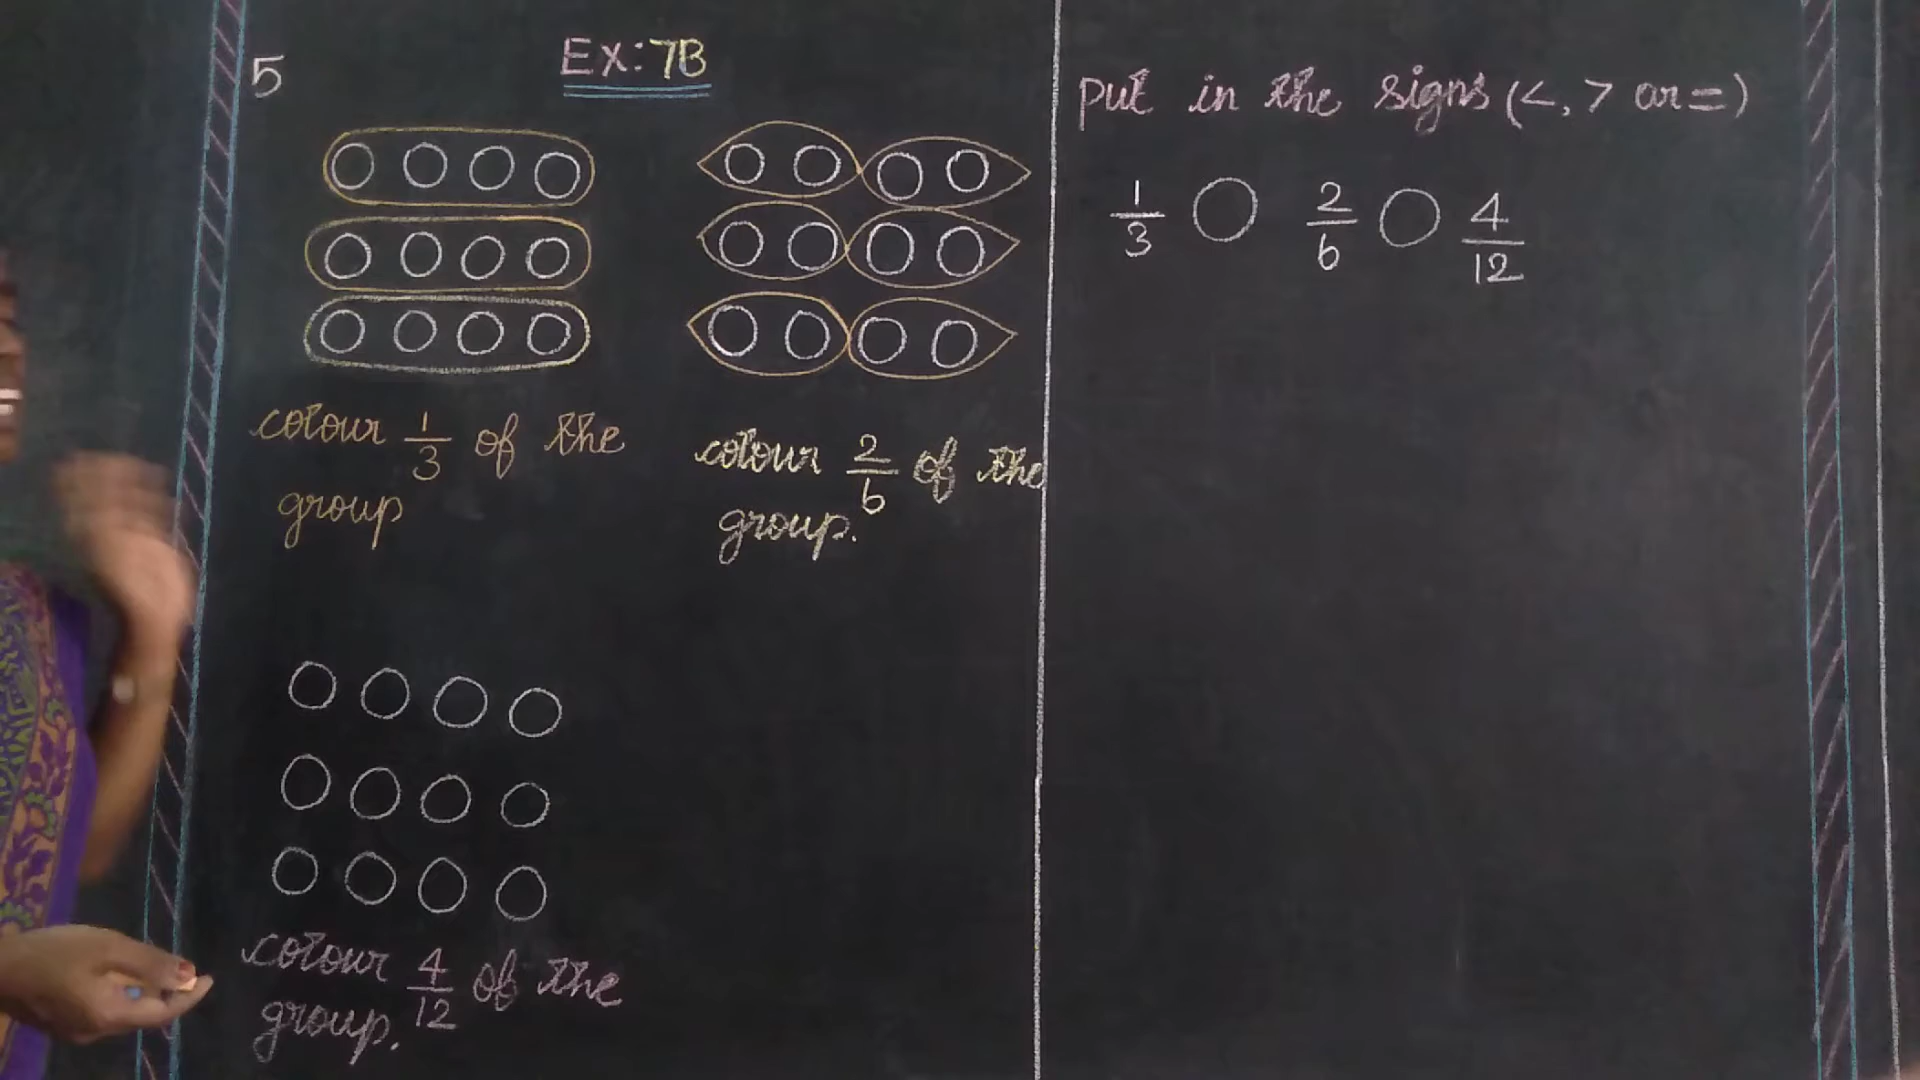 5
Ex: 7B
colour 1/3 of the
group
colour 2/6 of the
group.
colour 4/12 of the
group.
put in the signs (<, > or =)
1/3 ○ 2/6 ○ 4/12